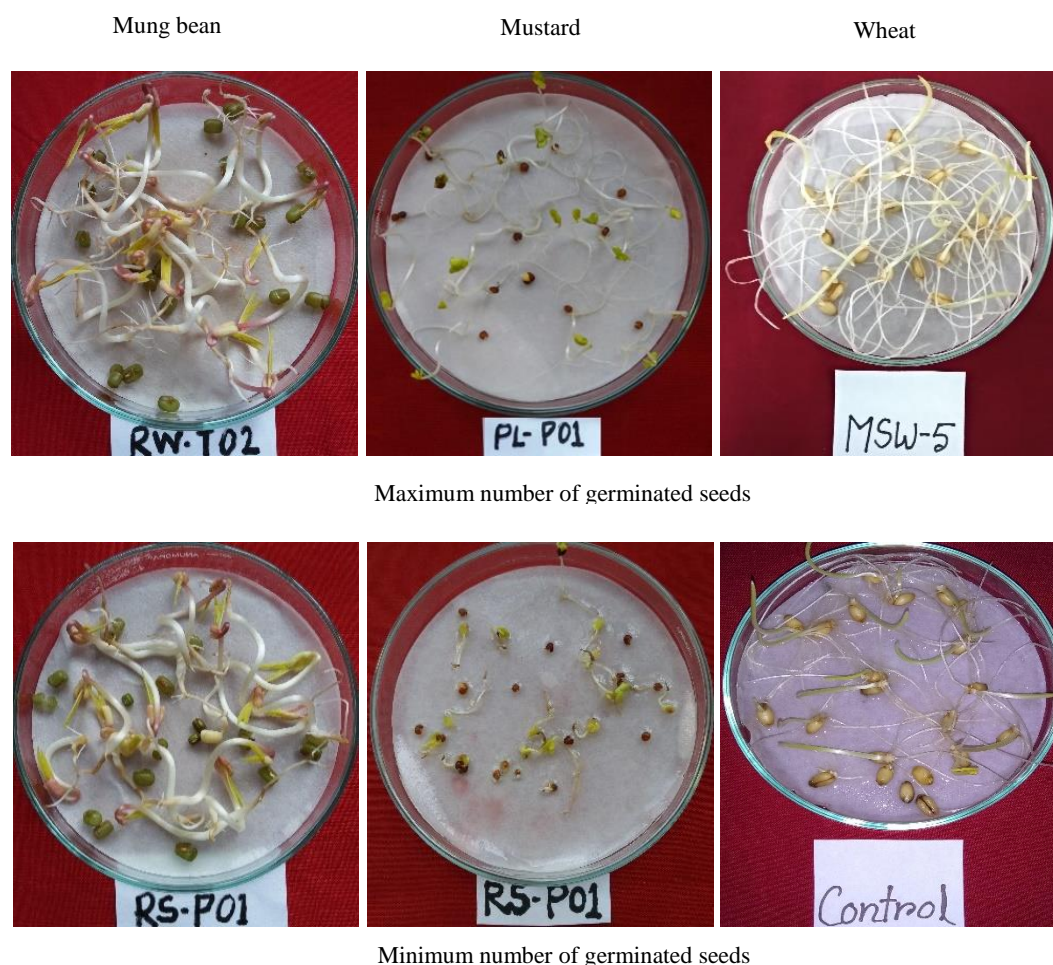 Mung bean
Mustard
Wheat
RW-T02
PL-P01
MSW-5
Maximum number of germinated seeds
RS-P01
RS-P01
Control
Minimum number of germinated seeds